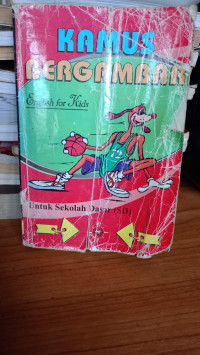 KAMUS
BERGAMBAR
English for Kids
Untuk Sekolah Dasar (SD)